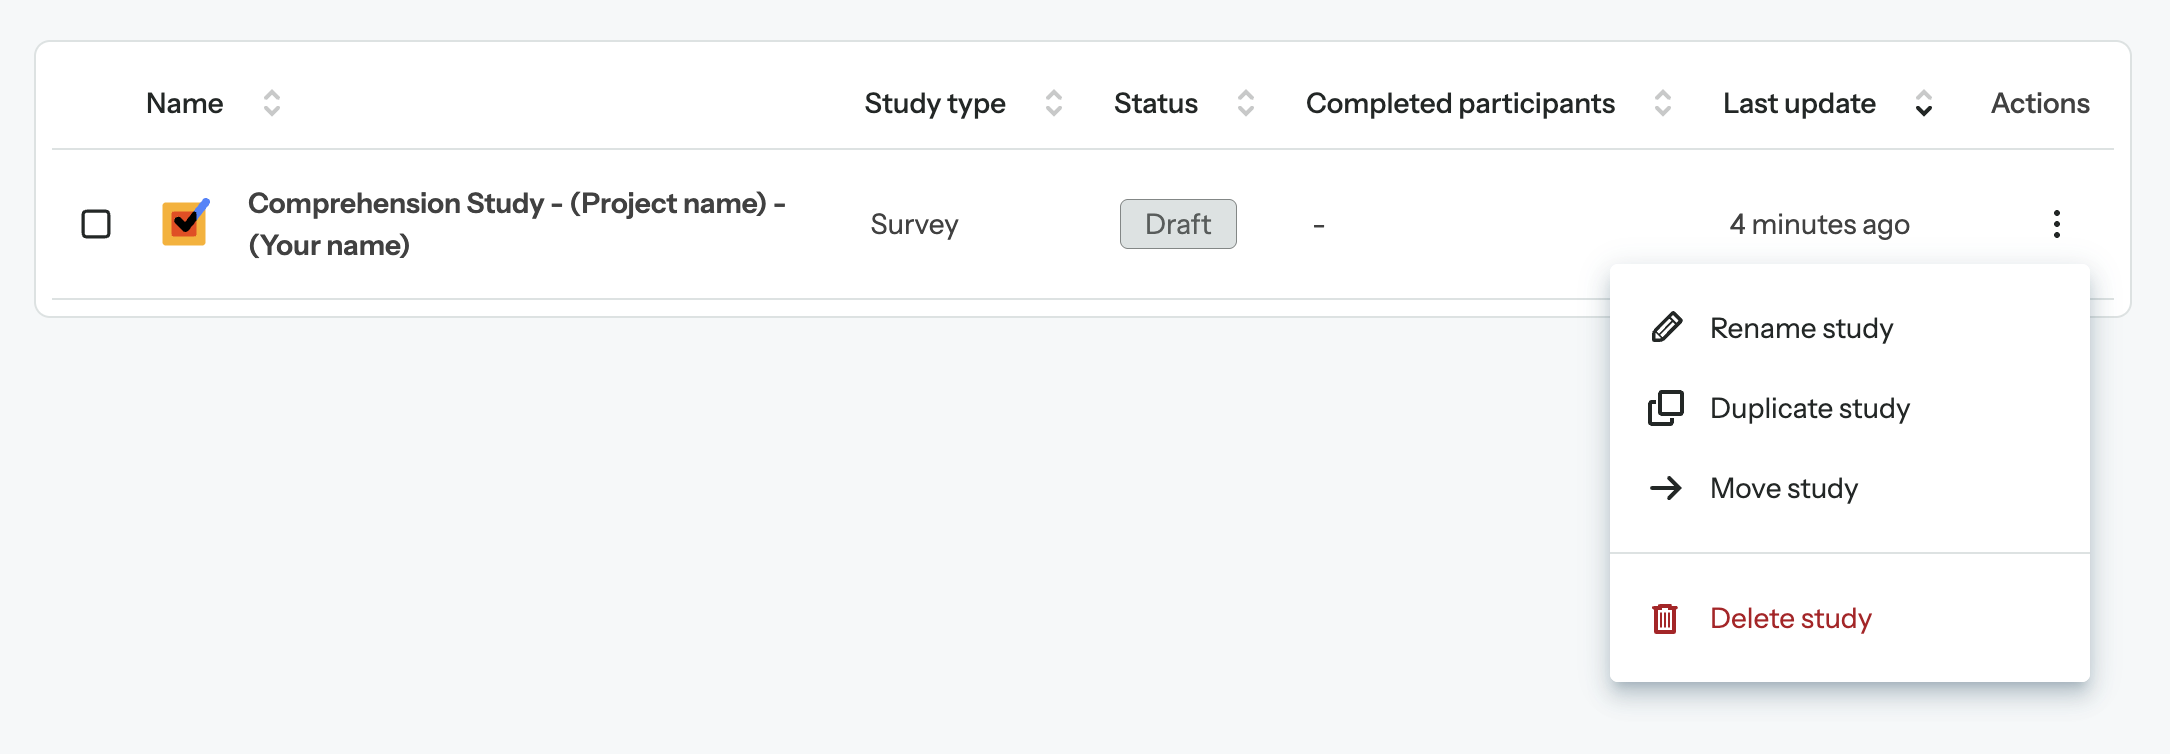 Name Study type Status Completed participants Last update Actions
Comprehension Study - (Project name) -
(Your name)
Survey Draft - 4 minutes ago
Rename study
Duplicate study
Move study
Delete study